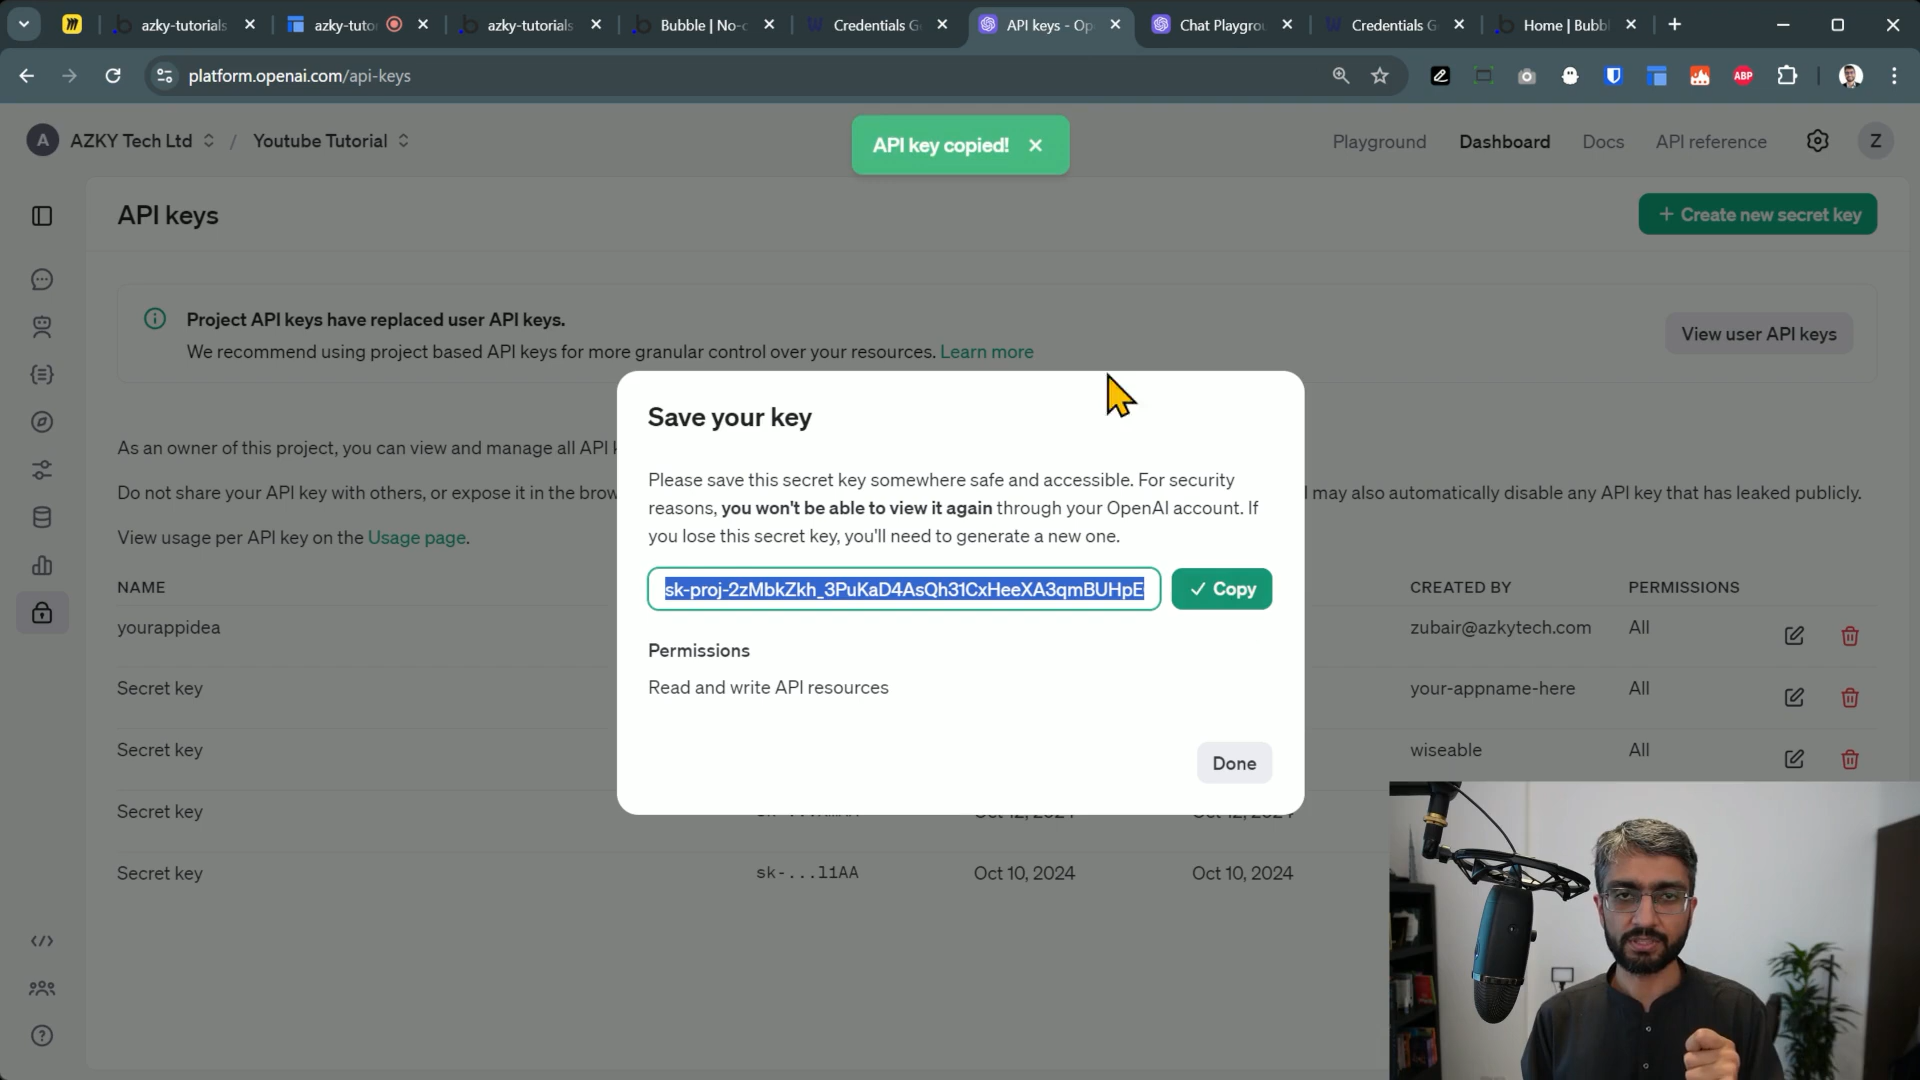 azky-tutorials
azky-tuto
azky-tutorials
Bubble | No-c
Credentials G
API keys - Op
Chat Playgrou
Credentials G
Home | Bubbl
platform.openai.com/api-keys
ABP
A
AZKY Tech Ltd
/
Youtube Tutorial
API key copied!
Playground
Dashboard
Docs
API reference
Z
API keys
+ Create new secret key
Project API keys have replaced user API keys.
We recommend using project based API keys for more granular control over your resources. Learn more
View user API keys
Save your key
As an owner of this project, you can view and manage all API
Please save this secret key somewhere safe and accessible. For security
reasons, you won't be able to view it again through your OpenAI account. If
you lose this secret key, you'll need to generate a new one.
Do not share your API key with others, or expose it in the brow
may also automatically disable any API key that has leaked publicly.
View usage per API key on the Usage page.
sk-proj-2zMbkZkh_3PuKaD4AsQh31CxHeeXA3qmBUHpE
Copy
NAME
CREATED BY
PERMISSIONS
yourappidea
zubair@azkytech.com
All
Permissions
Read and write API resources
Secret key
your-appname-here
All
Secret key
wiseable
All
Done
Secret key
Secret key
sk-...l1AA
Oct 10, 2024
Oct 10, 2024